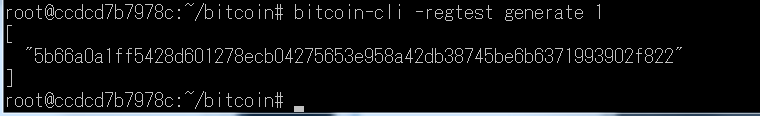 root@ccdcd7b7978c:~/bitcoin# bitcoin-cli -regtest generate 1
[
  "5b66a0a1ff5428d601278ecb04275653e958a42db38745be6b6371993902f822"
]
root@ccdcd7b7978c:~/bitcoin#